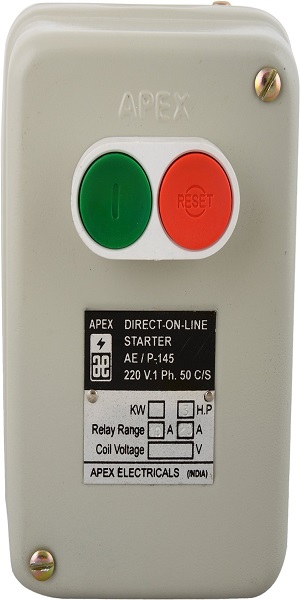 APEX
RESET
APEX DIRECT-ON-LINE
STARTER
AE / P-145
220 V.1 Ph. 50 C/S
KW H.P
Relay Range A A
Coil Voltage V
APEX ELECTRICALS (INDIA)